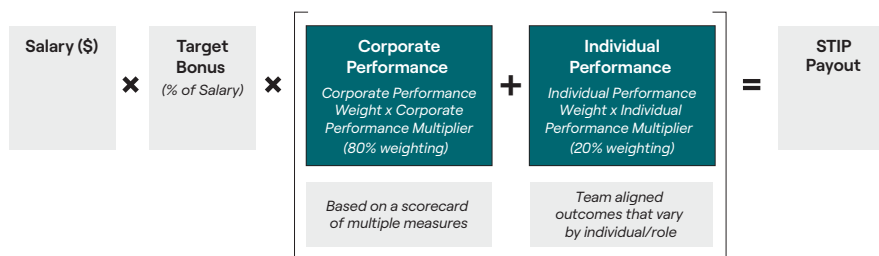 Salary ($)
×
Target
Bonus
(% of Salary)
×
Corporate
Performance
Corporate Performance
Weight x Corporate
Performance Multiplier
(80% weighting)
Based on a scorecard
of multiple measures
+
Individual
Performance
Individual Performance
Weight x Individual
Performance Multiplier
(20% weighting)
Team aligned
outcomes that vary
by individual/role
=
STIP
Payout